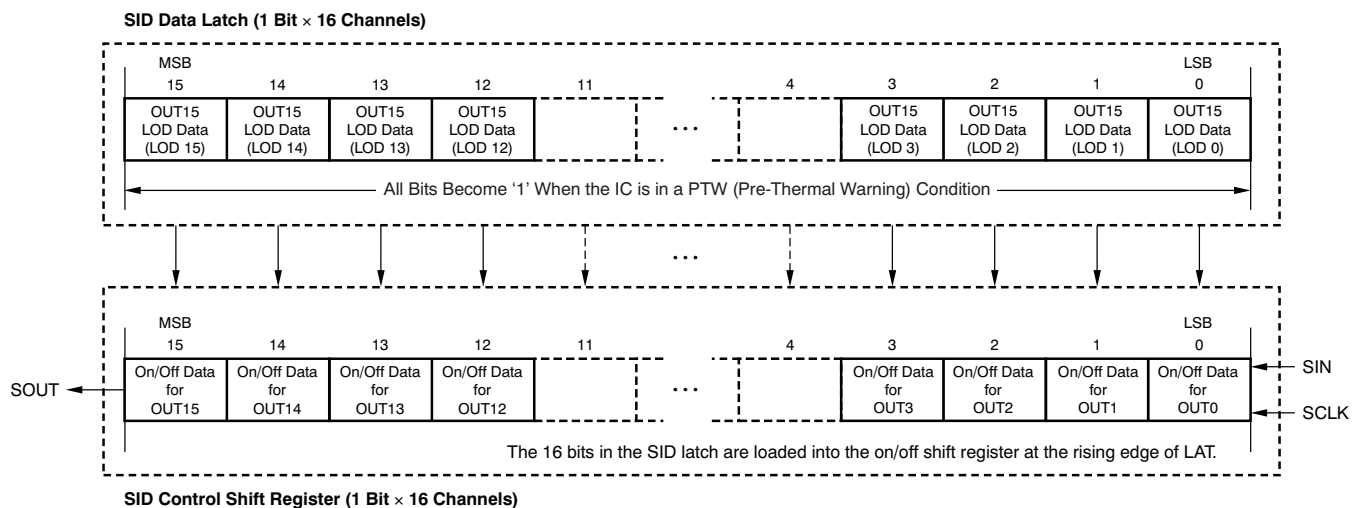 SID Data Latch (1 Bit × 16 Channels)
MSB LSB
15 14 13 12 11 4 3 2 1 0
OUT15 OUT15 OUT15 OUT15 OUT15 OUT15 OUT15 OUT15
LOD Data LOD Data LOD Data LOD Data • • • LOD Data LOD Data LOD Data LOD Data
(LOD 15) (LOD 14) (LOD 13) (LOD 12) (LOD 3) (LOD 2) (LOD 1) (LOD 0)
All Bits Become ‘1’ When the IC is in a PTW (Pre-Thermal Warning) Condition
• • •
MSB LSB
15 14 13 12 11 4 3 2 1 0
On/Off Data On/Off Data On/Off Data On/Off Data On/Off Data On/Off Data On/Off Data On/Off Data SIN
SOUT for for for for • • • for for for for
OUT15 OUT14 OUT13 OUT12 OUT3 OUT2 OUT1 OUT0 SCLK
The 16 bits in the SID latch are loaded into the on/off shift register at the rising edge of LAT.
SID Control Shift Register (1 Bit × 16 Channels)